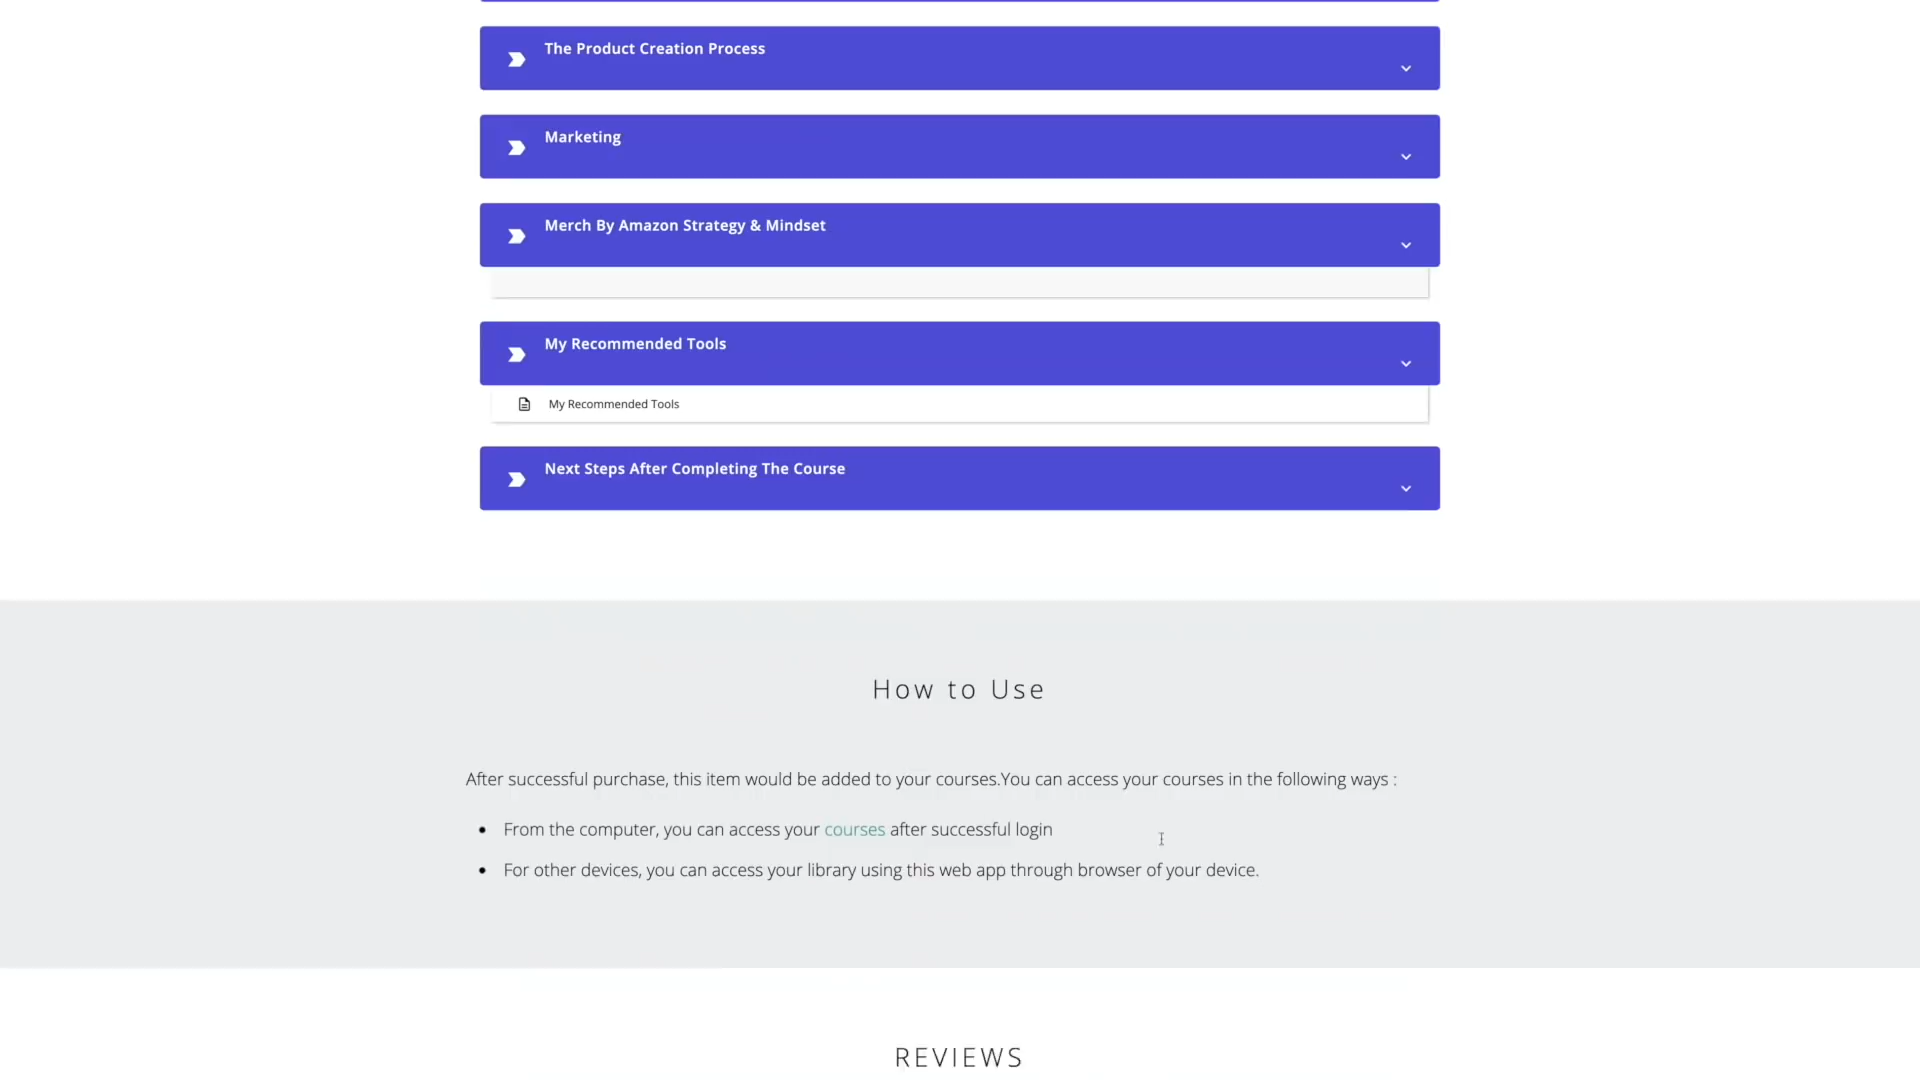 The Product Creation Process
Marketing
Merch By Amazon Strategy & Mindset
My Recommended Tools
My Recommended Tools
Next Steps After Completing The Course
How to Use
After successful purchase, this item would be added to your courses.You can access your courses in the following ways :
From the computer, you can access your courses after successful login
For other devices, you can access your library using this web app through browser of your device.
REVIEWS